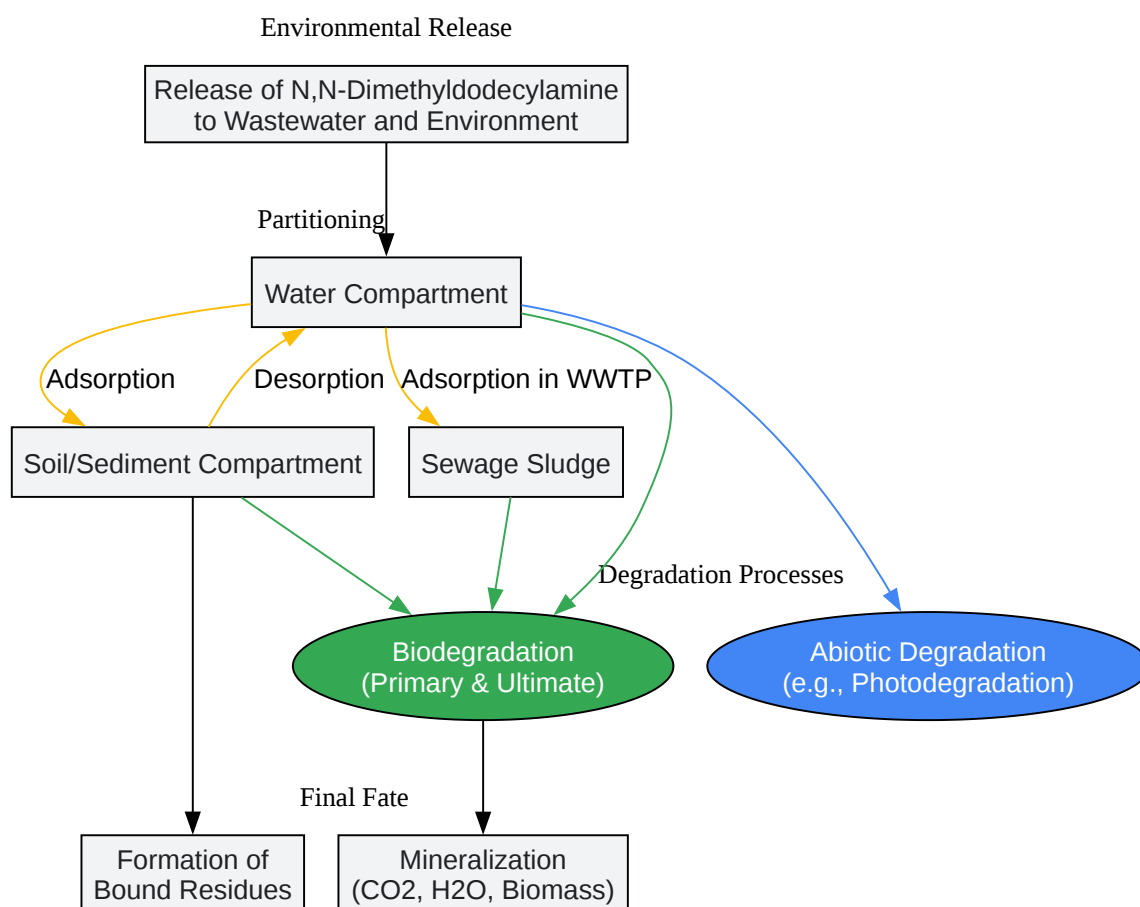 Environmental Release
Release of N,N-Dimethyldodecylamine
to Wastewater and Environment
Partitioning
Water Compartment
Adsorption
Desorption
Adsorption in WWTP
Soil/Sediment Compartment
Sewage Sludge
Degradation Processes
Biodegradation
(Primary & Ultimate)
Abiotic Degradation
(e.g., Photodegradation)
Final Fate
Formation of
Bound Residues
Mineralization
(CO2, H2O, Biomass)